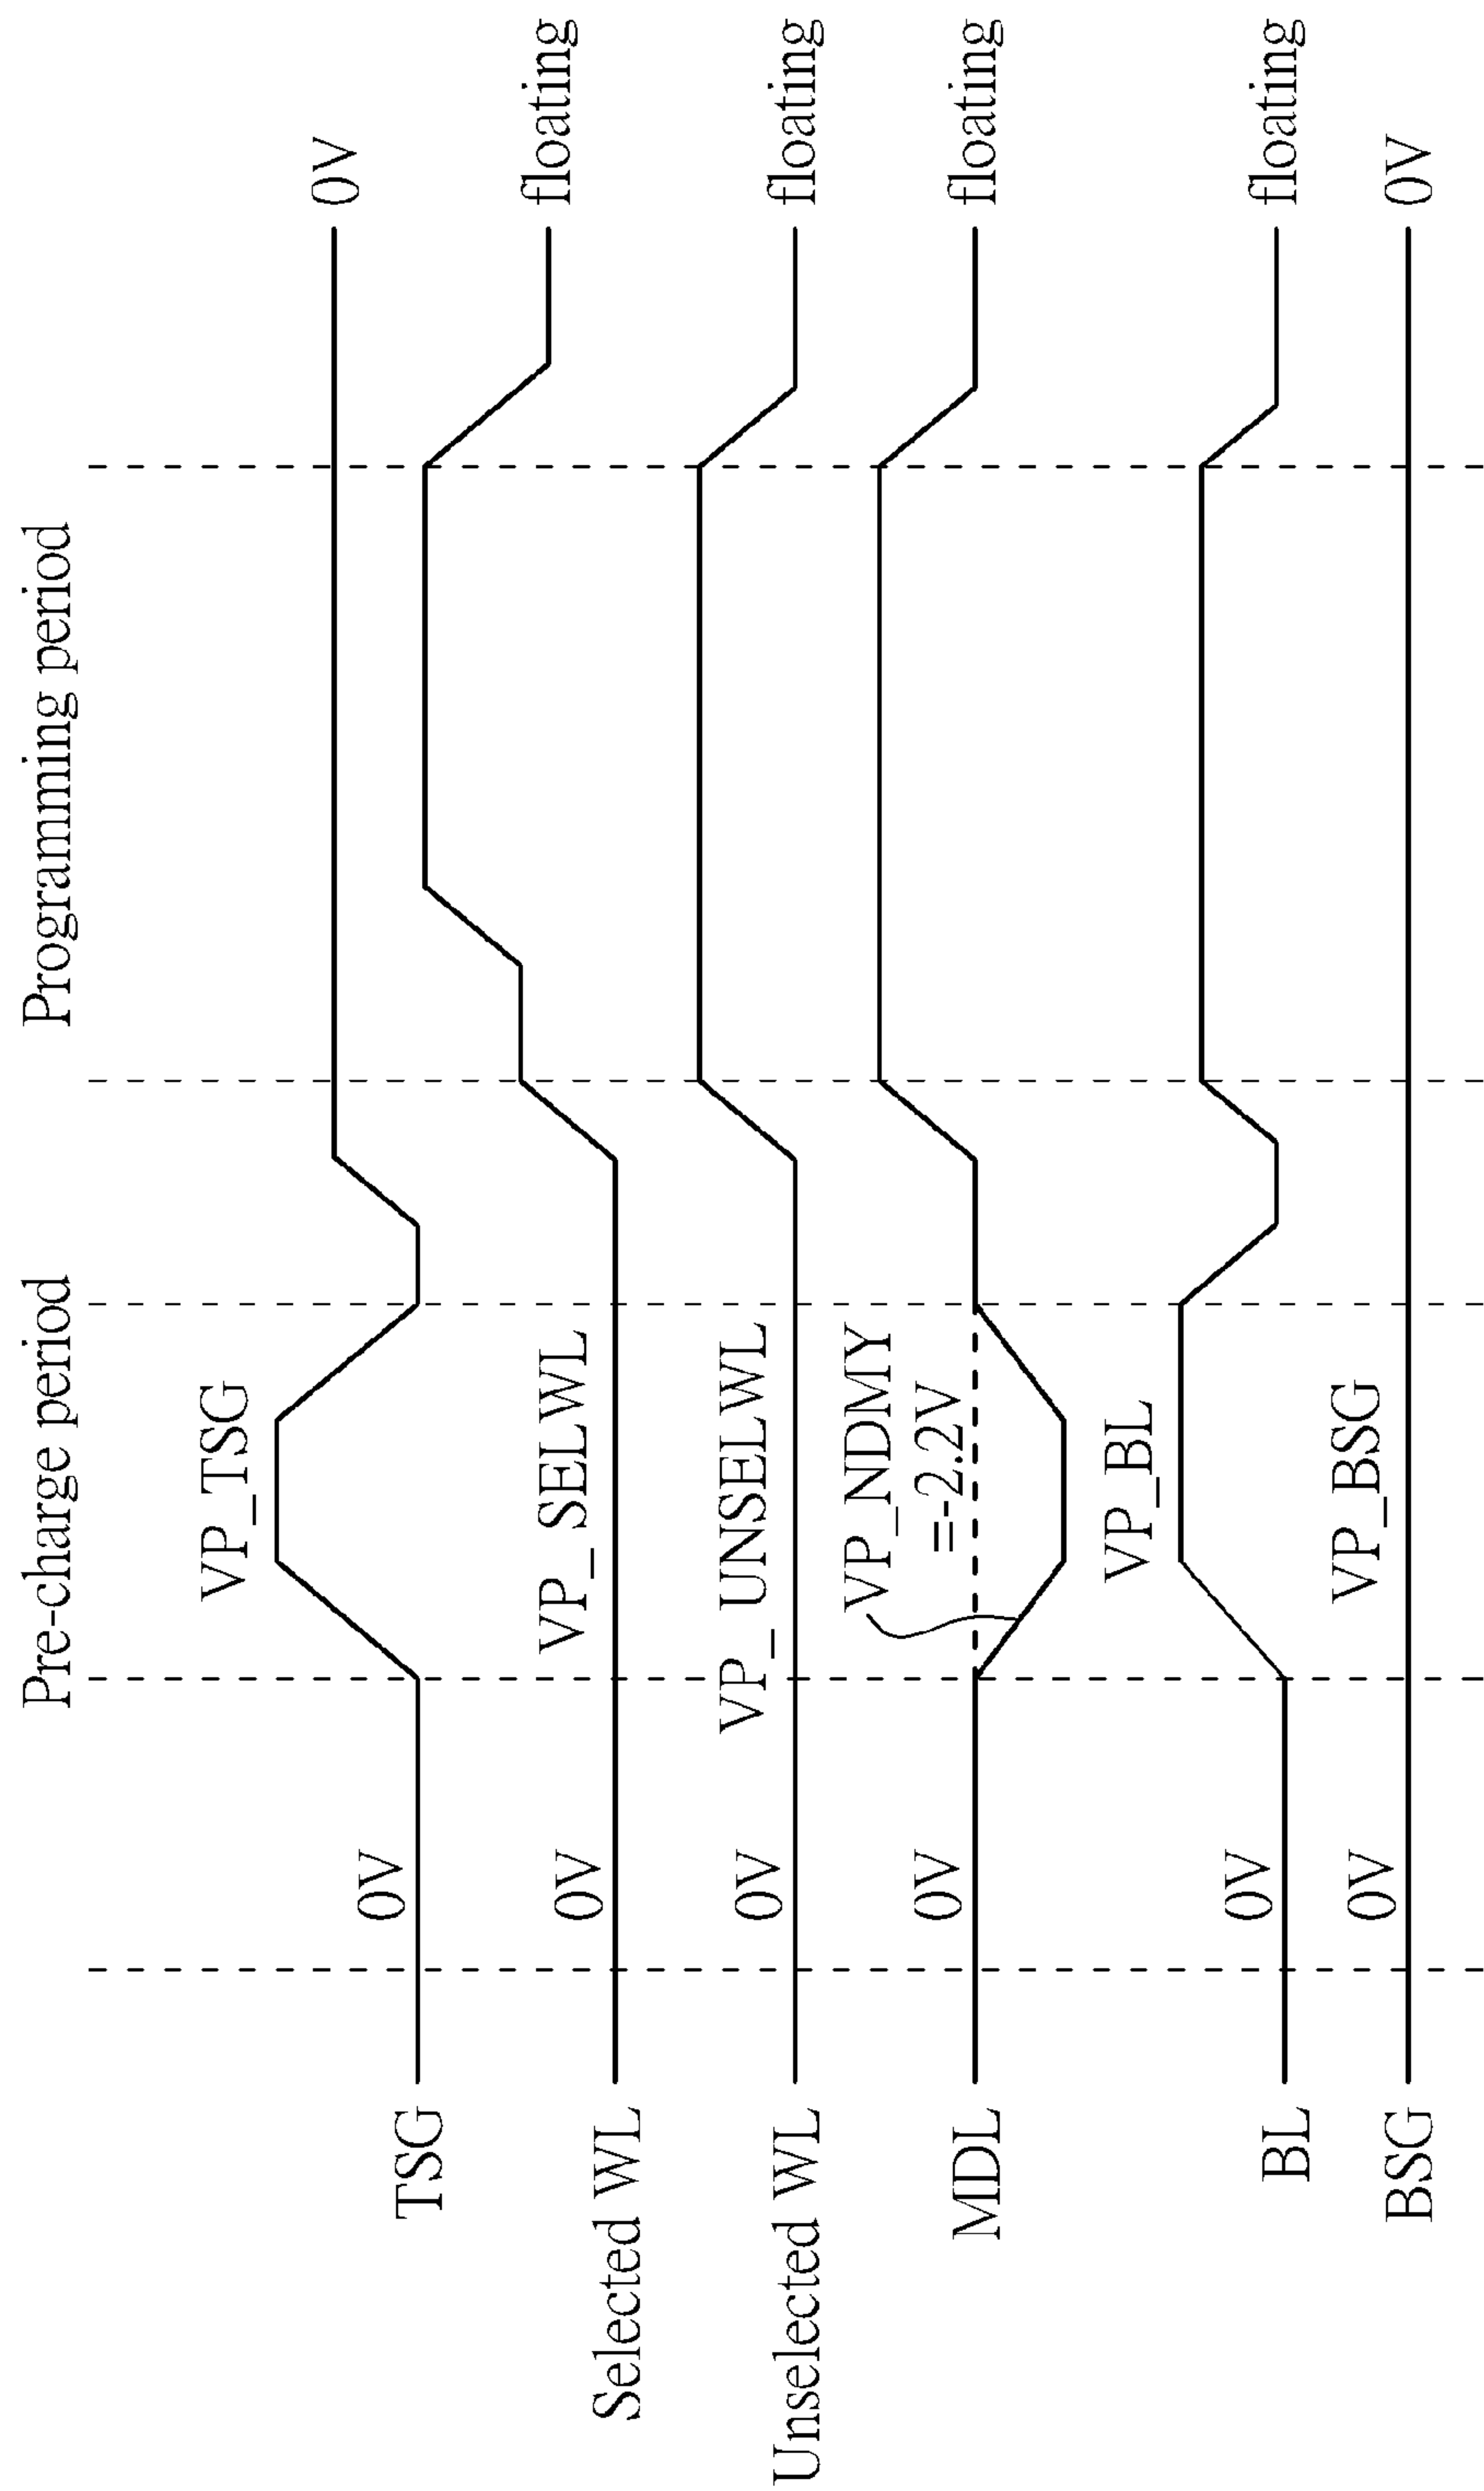 Pre-charge period
Programming period
TSG
0V
VP_TSG
0V
Selected WL
0V
VP_SELWL
floating
Unselected WL
0V
VP_UNSELWL
floating
MDL
0V
VP_NDMY
=-2.2V
floating
BL
0V
VP_BL
floating
BSG
0V
VP_BSG
0V